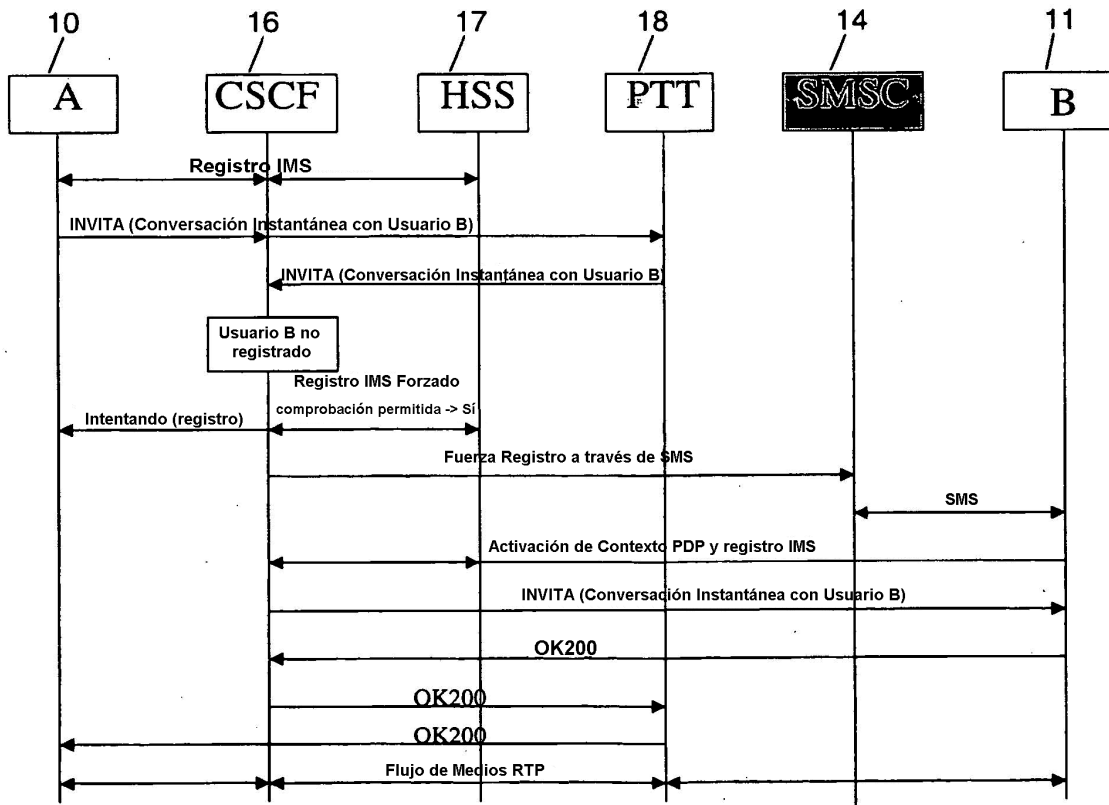 10 16 17 18 14 11
A CSCF HSS PTT SMSC B
Registro IMS
INVITA (Conversación Instantánea con Usuario B)
INVITA (Conversación Instantánea con Usuario B)
Usuario B no
registrado
Registro IMS Forzado
comprobación permitida -> Sí
Intentando (registro)
Fuerza Registro a través de SMS
SMS
Activación de Contexto PDP y registro IMS
INVITA (Conversación Instantánea con Usuario B)
OK200
OK200
OK200
Flujo de Medios RTP